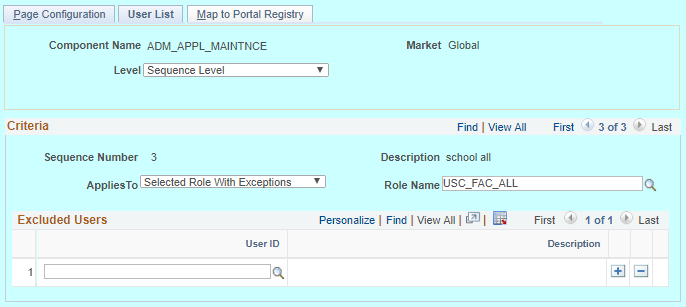 Page Configuration User List Map to Portal Registry
Component Name ADM_APPL_MAINTNCE Market Global
Level Sequence Level
Criteria Find | View All First 3 of 3 Last
Sequence Number 3 Description school all
AppliesTo Selected Role With Exceptions Role Name USC_FAC_ALL
Excluded Users Personalize | Find | View All | | First 1 of 1 Last
User ID Description
1